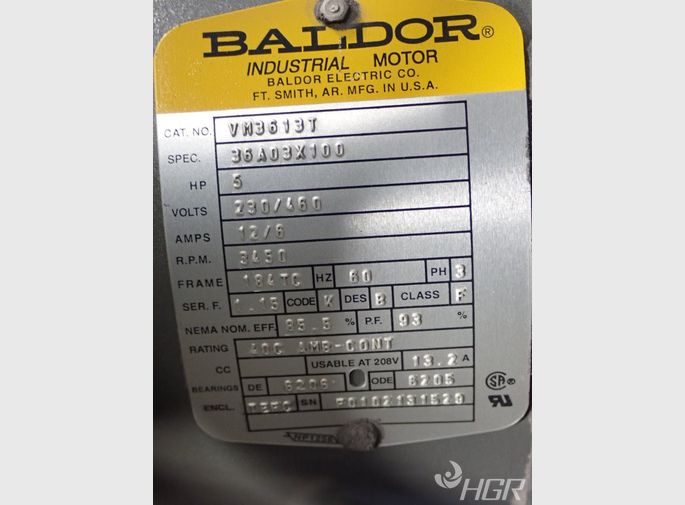 BALDOR®
INDUSTRIAL MOTOR
BALDOR ELECTRIC CO.
FT. SMITH, AR. MFG. IN U.S.A.
CAT. NO. VM3613T
SPEC. 36A03X100
HP 5
VOLTS 230/460
AMPS 12/6
R.P.M. 3450
FRAME 184TC HZ 60 PH 3
SER. F. 1.15 CODE K DES B CLASS F
NEMA NOM. EFF. 85.5 % P.F. 93 %
RATING 40C AMB-CONT
CC USABLE AT 208V 13.2 A
BEARINGS DE 6206 ODE 6205
ENCL. TEFC SN F0102131529
HGR